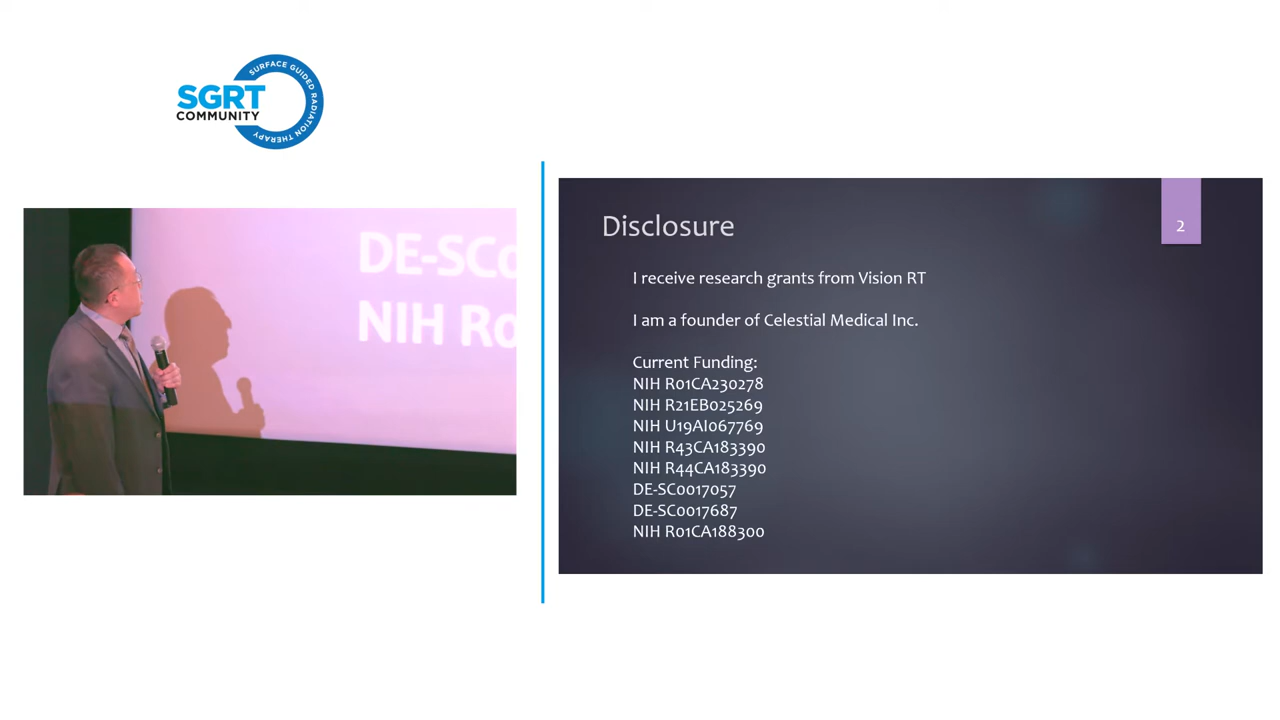 SURFACE GUIDED RADIATION THERAPY
SGRT
COMMUNITY
DE-SC0
NIH R0
Disclosure
2
I receive research grants from Vision RT
I am a founder of Celestial Medical Inc.
Current Funding:
NIH R01CA230278
NIH R21EB025269
NIH U19AI067769
NIH R43CA183390
NIH R44CA183390
DE-SC0017057
DE-SC0017687
NIH R01CA188300